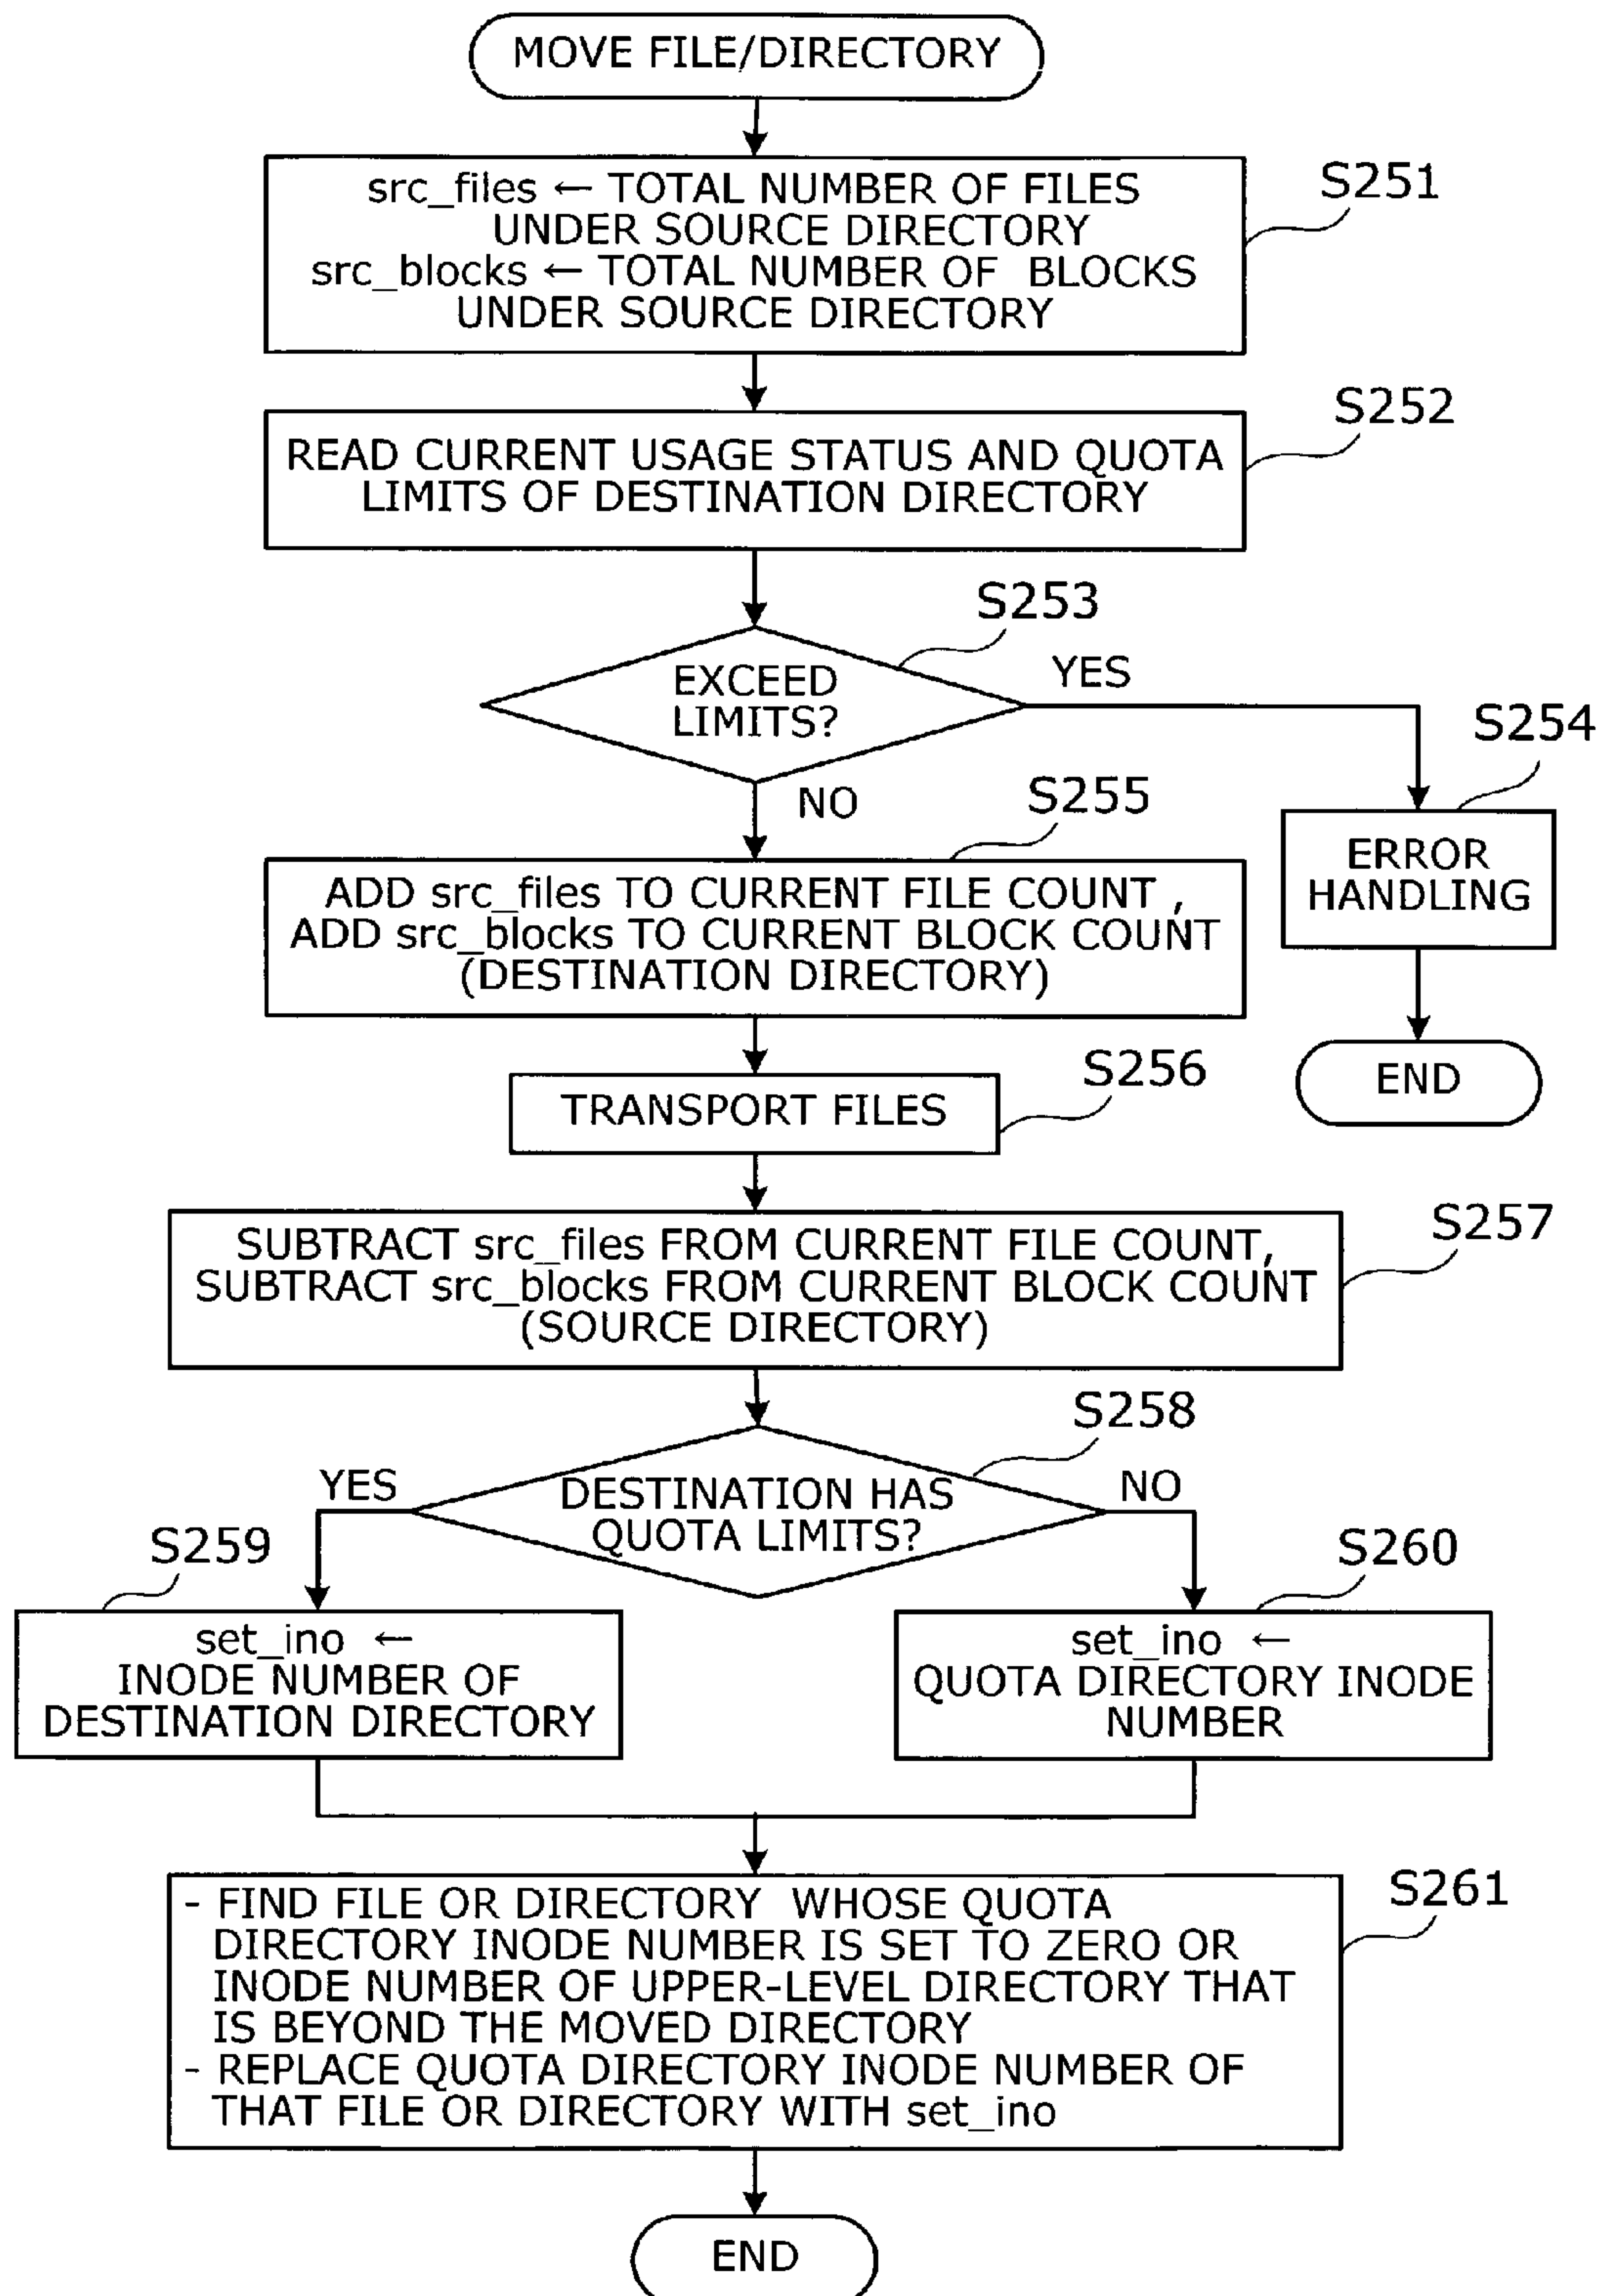 MOVE FILE/DIRECTORY
S251
src_files ← TOTAL NUMBER OF FILES
UNDER SOURCE DIRECTORY
src_blocks ← TOTAL NUMBER OF BLOCKS
UNDER SOURCE DIRECTORY
S252
READ CURRENT USAGE STATUS AND QUOTA
LIMITS OF DESTINATION DIRECTORY
S253
EXCEED
LIMITS?
YES
NO
S254
ERROR
HANDLING
END
S255
ADD src_files TO CURRENT FILE COUNT ,
ADD src_blocks TO CURRENT BLOCK COUNT
(DESTINATION DIRECTORY)
S256
TRANSPORT FILES
S257
SUBTRACT src_files FROM CURRENT FILE COUNT,
SUBTRACT src_blocks FROM CURRENT BLOCK COUNT
(SOURCE DIRECTORY)
S258
DESTINATION HAS
QUOTA LIMITS?
YES
NO
S259
set_ino ←
INODE NUMBER OF
DESTINATION DIRECTORY
S260
set_ino ←
QUOTA DIRECTORY INODE
NUMBER
S261
- FIND FILE OR DIRECTORY WHOSE QUOTA
DIRECTORY INODE NUMBER IS SET TO ZERO OR
INODE NUMBER OF UPPER-LEVEL DIRECTORY THAT
IS BEYOND THE MOVED DIRECTORY
- REPLACE QUOTA DIRECTORY INODE NUMBER OF
THAT FILE OR DIRECTORY WITH set_ino
END